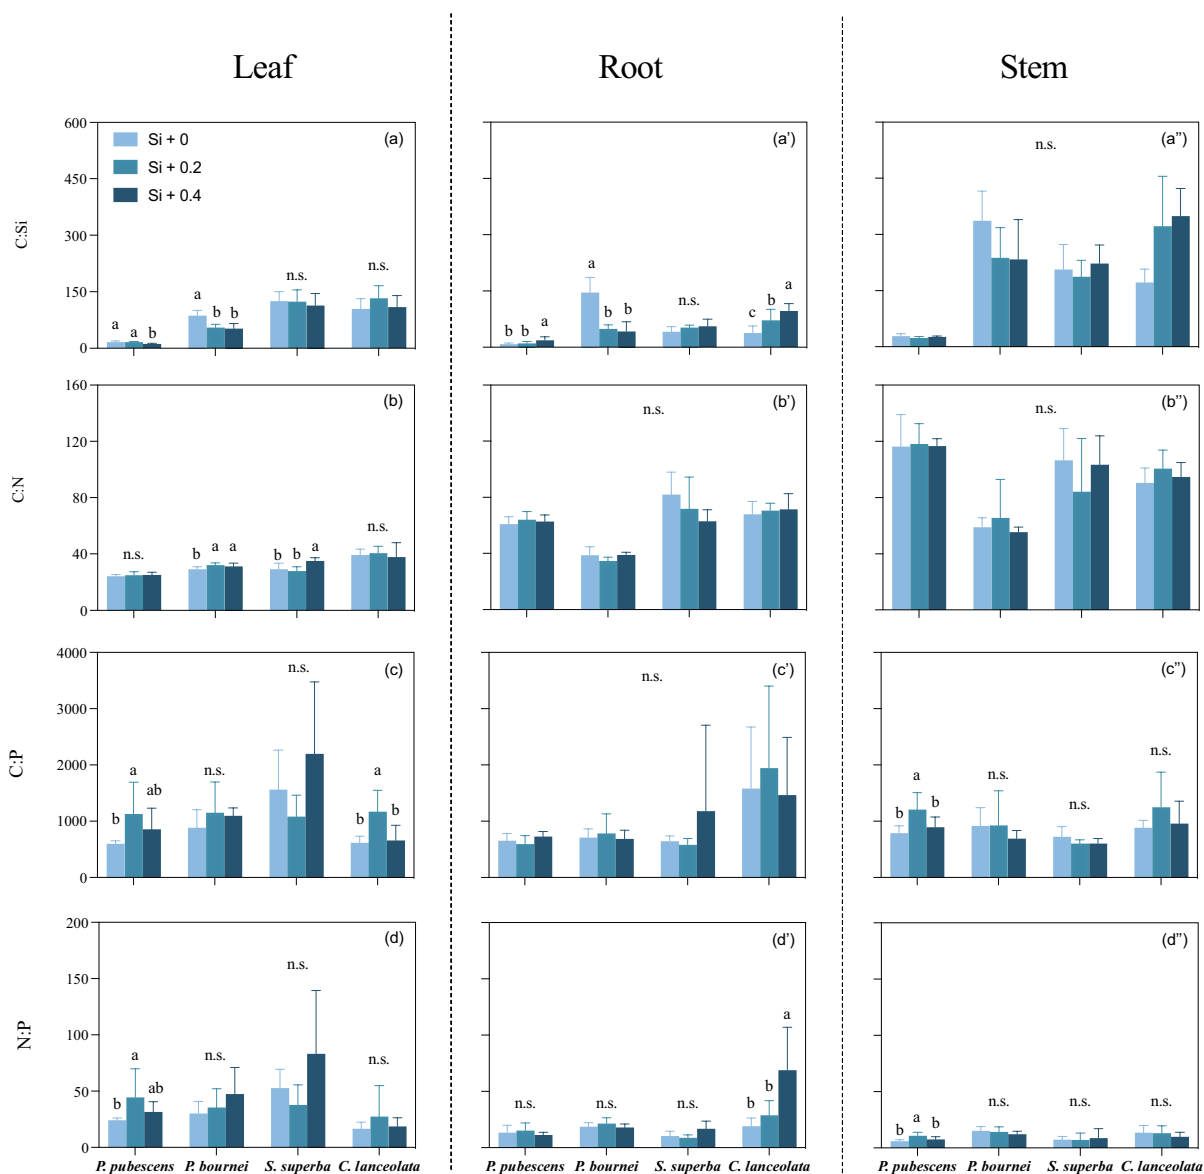 Leaf Root Stem
600 (a) (a') (a'')
Si + 0
Si + 0.2
Si + 0.4
n.s.
450
C:Si
300
n.s. n.s. a
150 a b b n.s. a
a a b b b b b a c b
0
160 (b) (b') (b'')
n.s. n.s.
120
C:N
80
n.s.
40 n.s. b a a b b a
0
4000 (c) (c') (c'')
n.s. n.s.
3000
C:P
2000 n.s.
a ab n.s. a a n.s.
1000 b b b b b n.s.
0
200 (d) (d') (d'')
n.s.
150
N:P
100 a
a n.s.
50 b ab n.s. n.s. n.s. n.s. b b b a b n.s. n.s. n.s.
0
P. pubescens P. bournei S. superba C. lanceolata P. pubescens P. bournei S. superba C. lanceolata P. pubescens P. bournei S. superba C. lanceolata